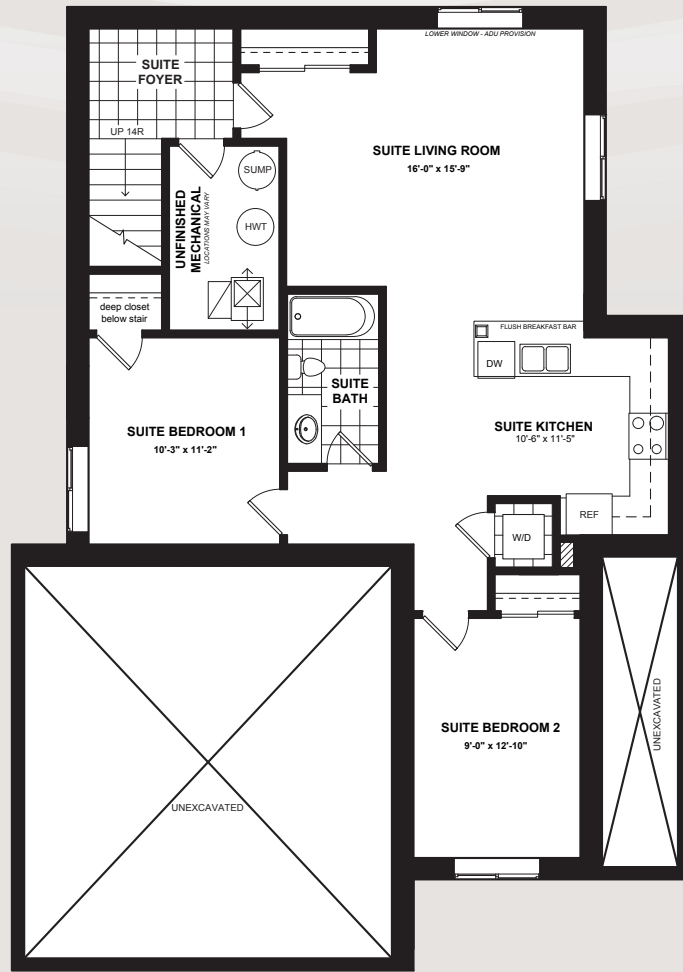 LOWER WINDOW - ADU PROVISION
SUITE
FOYER
UP 14R
SUITE LIVING ROOM
16'-0" x 15'-9"
SUMP
UNFINISHED
MECHANICAL
LOCATIONS MAY VARY
HWT
deep closet
below stair
FLUSH BREAKFAST BAR
DW
SUITE
BATH
SUITE BEDROOM 1
10'-3" x 11'-2"
SUITE KITCHEN
10'-6" x 11'-5"
REF
W/D
SUITE BEDROOM 2
9'-0" x 12'-10"
UNEXCAVATED
UNEXCAVATED